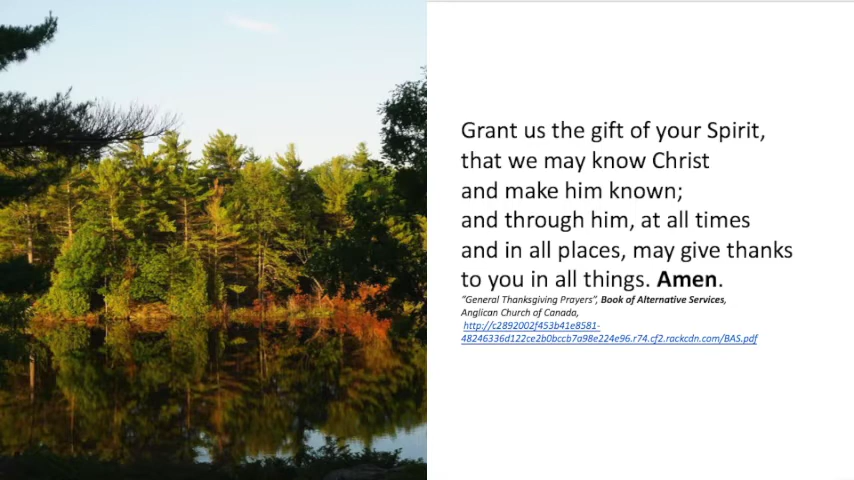 Grant us the gift of your Spirit,
that we may know Christ
and make him known;
and through him, at all times
and in all places, may give thanks
to you in all things. Amen.
“General Thanksgiving Prayers”, Book of Alternative Services,
Anglican Church of Canada,
http://c2892002f453b41e8581-
48246336d122ce2b0bccb7a98e224e96.r74.cf2.rackcdn.com/BAS.pdf